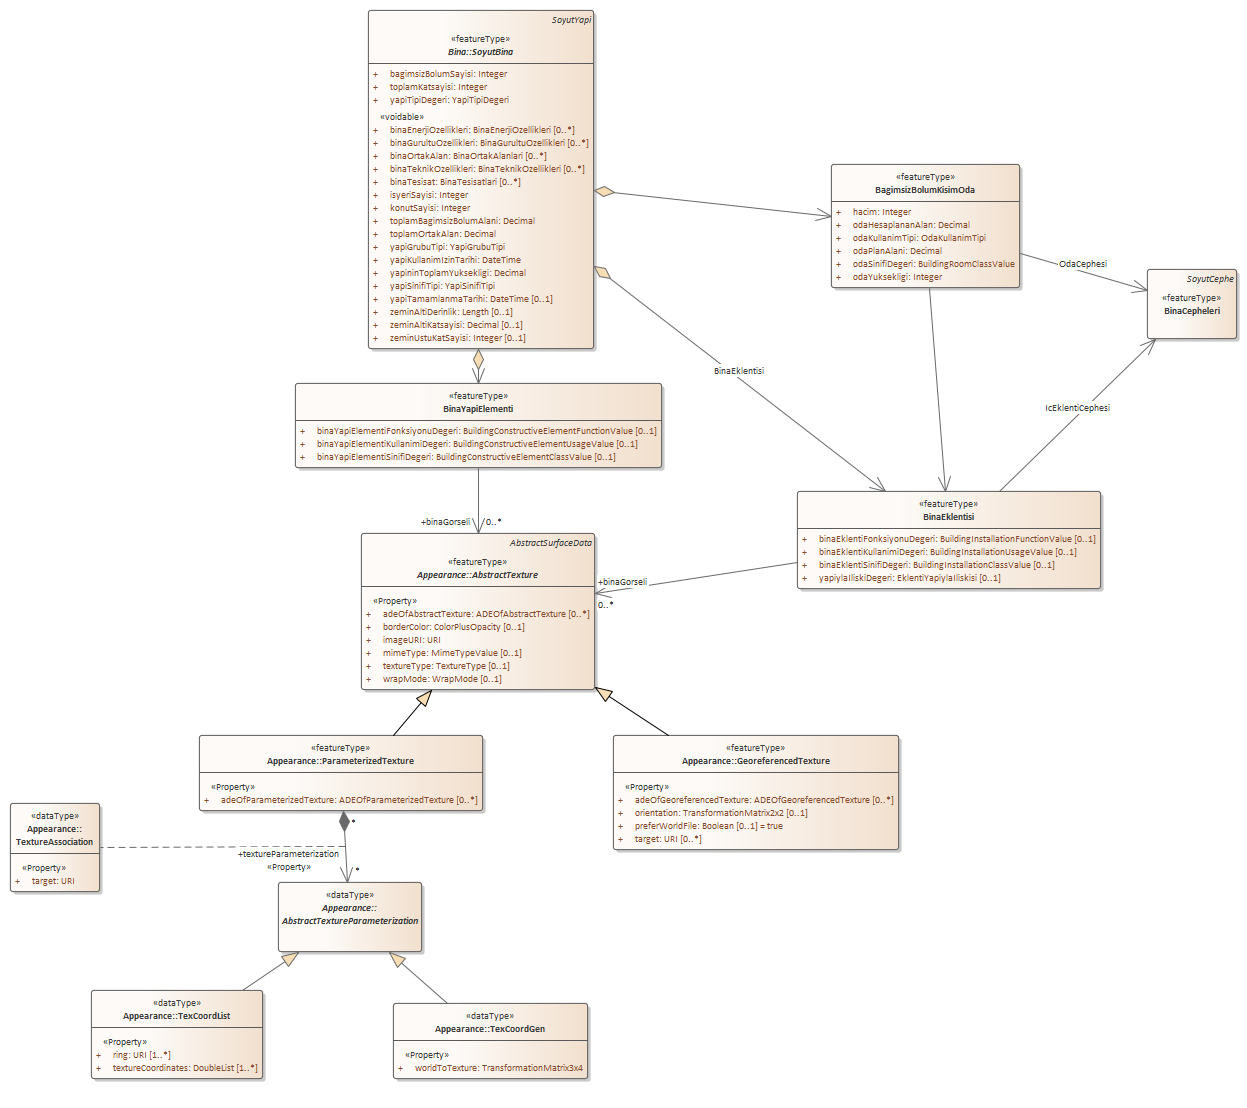 SoyutYapi
«featureType»
Bina::SoyutBina
+ bagimsizBolumSayisi: Integer
+ toplamKatsayisi: Integer
+ yapiTipiDegeri: YapiTipiDegeri
«voidable»
+ binaEnerjiOzellikleri: BinaEnerjiOzellikleri [0..*]
+ binaGurultuOzellikleri: BinaGurultuOzellikleri [0..*]
+ binaOrtakAlan: BinaOrtakAlanlari [0..*]
+ binaTeknikOzellikleri: BinaTeknikOzellikleri [0..*]
+ binaTesisat: BinaTesisatlari [0..*]
+ isyeriSayisi: Integer
+ konutSayisi: Integer
+ toplamBagimsizBolumAlani: Decimal
+ toplamOrtakAlan: Decimal
+ yapiGrubuTipi: YapiGrubuTipi
+ yapiKullanimIzinTarihi: DateTime
+ yapininToplamYuksekligi: Decimal
+ yapiSinifiTipi: YapiSinifiTipi
+ yapiTamamlanmaTarihi: DateTime [0..1]
+ zeminAltiDerinlik: Length [0..1]
+ zeminAltiKatsayisi: Decimal [0..1]
+ zeminUstuKatSayisi: Integer [0..1]
«featureType»
BagimsizBolumKisimOda
+ hacim: Integer
+ odaHesaplananAlan: Decimal
+ odaKullanimTipi: OdaKullanimTipi
+ odaPlanAlani: Decimal
+ odaSinifiDegeri: BuildingRoomClassValue
+ odaYuksekligi: Integer
OdaCephesi
SoyutCephe
«featureType»
BinaCepheleri
BinaEklentisi
IcEklentiCephesi
«featureType»
BinaYapiElementi
+ binaYapiElementiFonksiyonuDegeri: BuildingConstructiveElementFunctionValue [0..1]
+ binaYapiElementiKullanimiDegeri: BuildingConstructiveElementUsageValue [0..1]
+ binaYapiElementiSinifiDegeri: BuildingConstructiveElementClassValue [0..1]
+binaGorseli 0..*
«featureType»
BinaEklentisi
+ binaEklentiFonksiyonuDegeri: BuildingInstallationFunctionValue [0..1]
+ binaEklentiKullanimiDegeri: BuildingInstallationUsageValue [0..1]
+ binaEklentiSinifiDegeri: BuildingInstallationClassValue [0..1]
+ yapiylaIliskiDegeri: EklentiYapiylaIliskisi [0..1]
+binaGorseli
0..*
AbstractSurfaceData
«featureType»
Appearance::AbstractTexture
«Property»
+ adeOfAbstractTexture: ADEOfAbstractTexture [0..*]
+ borderColor: ColorPlusOpacity [0..1]
+ imageURI: URI
+ mimeType: MimeTypeValue [0..1]
+ textureType: TextureType [0..1]
+ wrapMode: WrapMode [0..1]
«featureType»
Appearance::ParameterizedTexture
«Property»
+ adeOfParameterizedTexture: ADEOfParameterizedTexture [0..*]
«featureType»
Appearance::GeoreferencedTexture
«Property»
+ adeOfGeoreferencedTexture: ADEOfGeoreferencedTexture [0..*]
+ orientation: TransformationMatrix2x2 [0..1]
+ preferWorldFile: Boolean [0..1] = true
+ target: URI [0..*]
«dataType»
Appearance::
TextureAssociation
«Property»
+ target: URI
*
+textureParameterization
«Property»
*
«dataType»
Appearance::
AbstractTextureParameterization
«dataType»
Appearance::TexCoordList
«Property»
+ ring: URI [1..*]
+ textureCoordinates: DoubleList [1..*]
«dataType»
Appearance::TexCoordGen
«Property»
+ worldToTexture: TransformationMatrix3x4